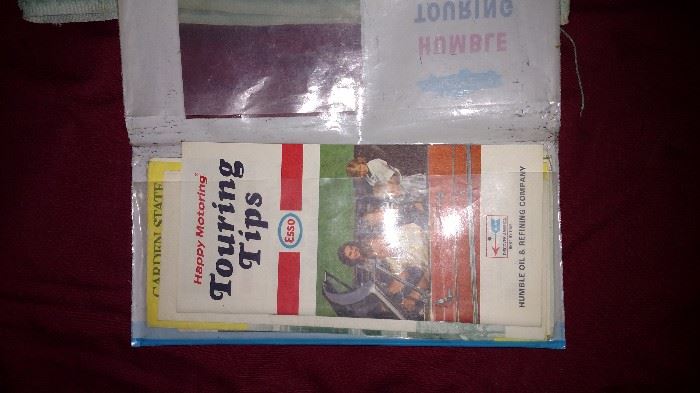 TOURING
HUMBLE
GARDEN STATE
Happy Motoring
Touring
Tips
Esso
HUMBLE OIL & REFINING COMPANY